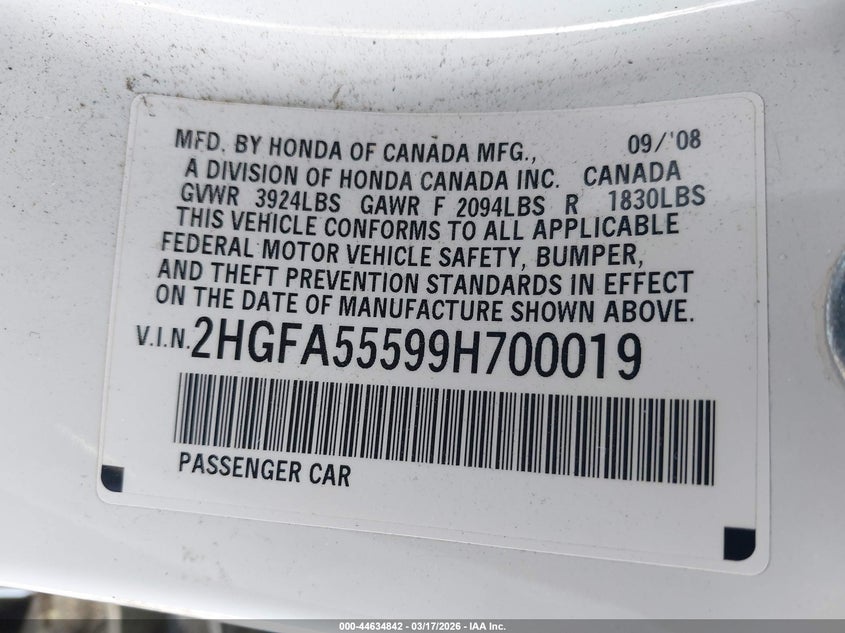 MFD. BY HONDA OF CANADA MFG., 09/'08
A DIVISION OF HONDA CANADA INC. CANADA
GVWR 3924LBS GAWR F 2094LBS R 1830LBS
THIS VEHICLE CONFORMS TO ALL APPLICABLE
FEDERAL MOTOR VEHICLE SAFETY, BUMPER,
AND THEFT PREVENTION STANDARDS IN EFFECT
ON THE DATE OF MANUFACTURE SHOWN ABOVE.
V.I.N. 2HGFA55599H700019
PASSENGER CAR
000-44634842 — 03/17/2026 — IAA Inc.